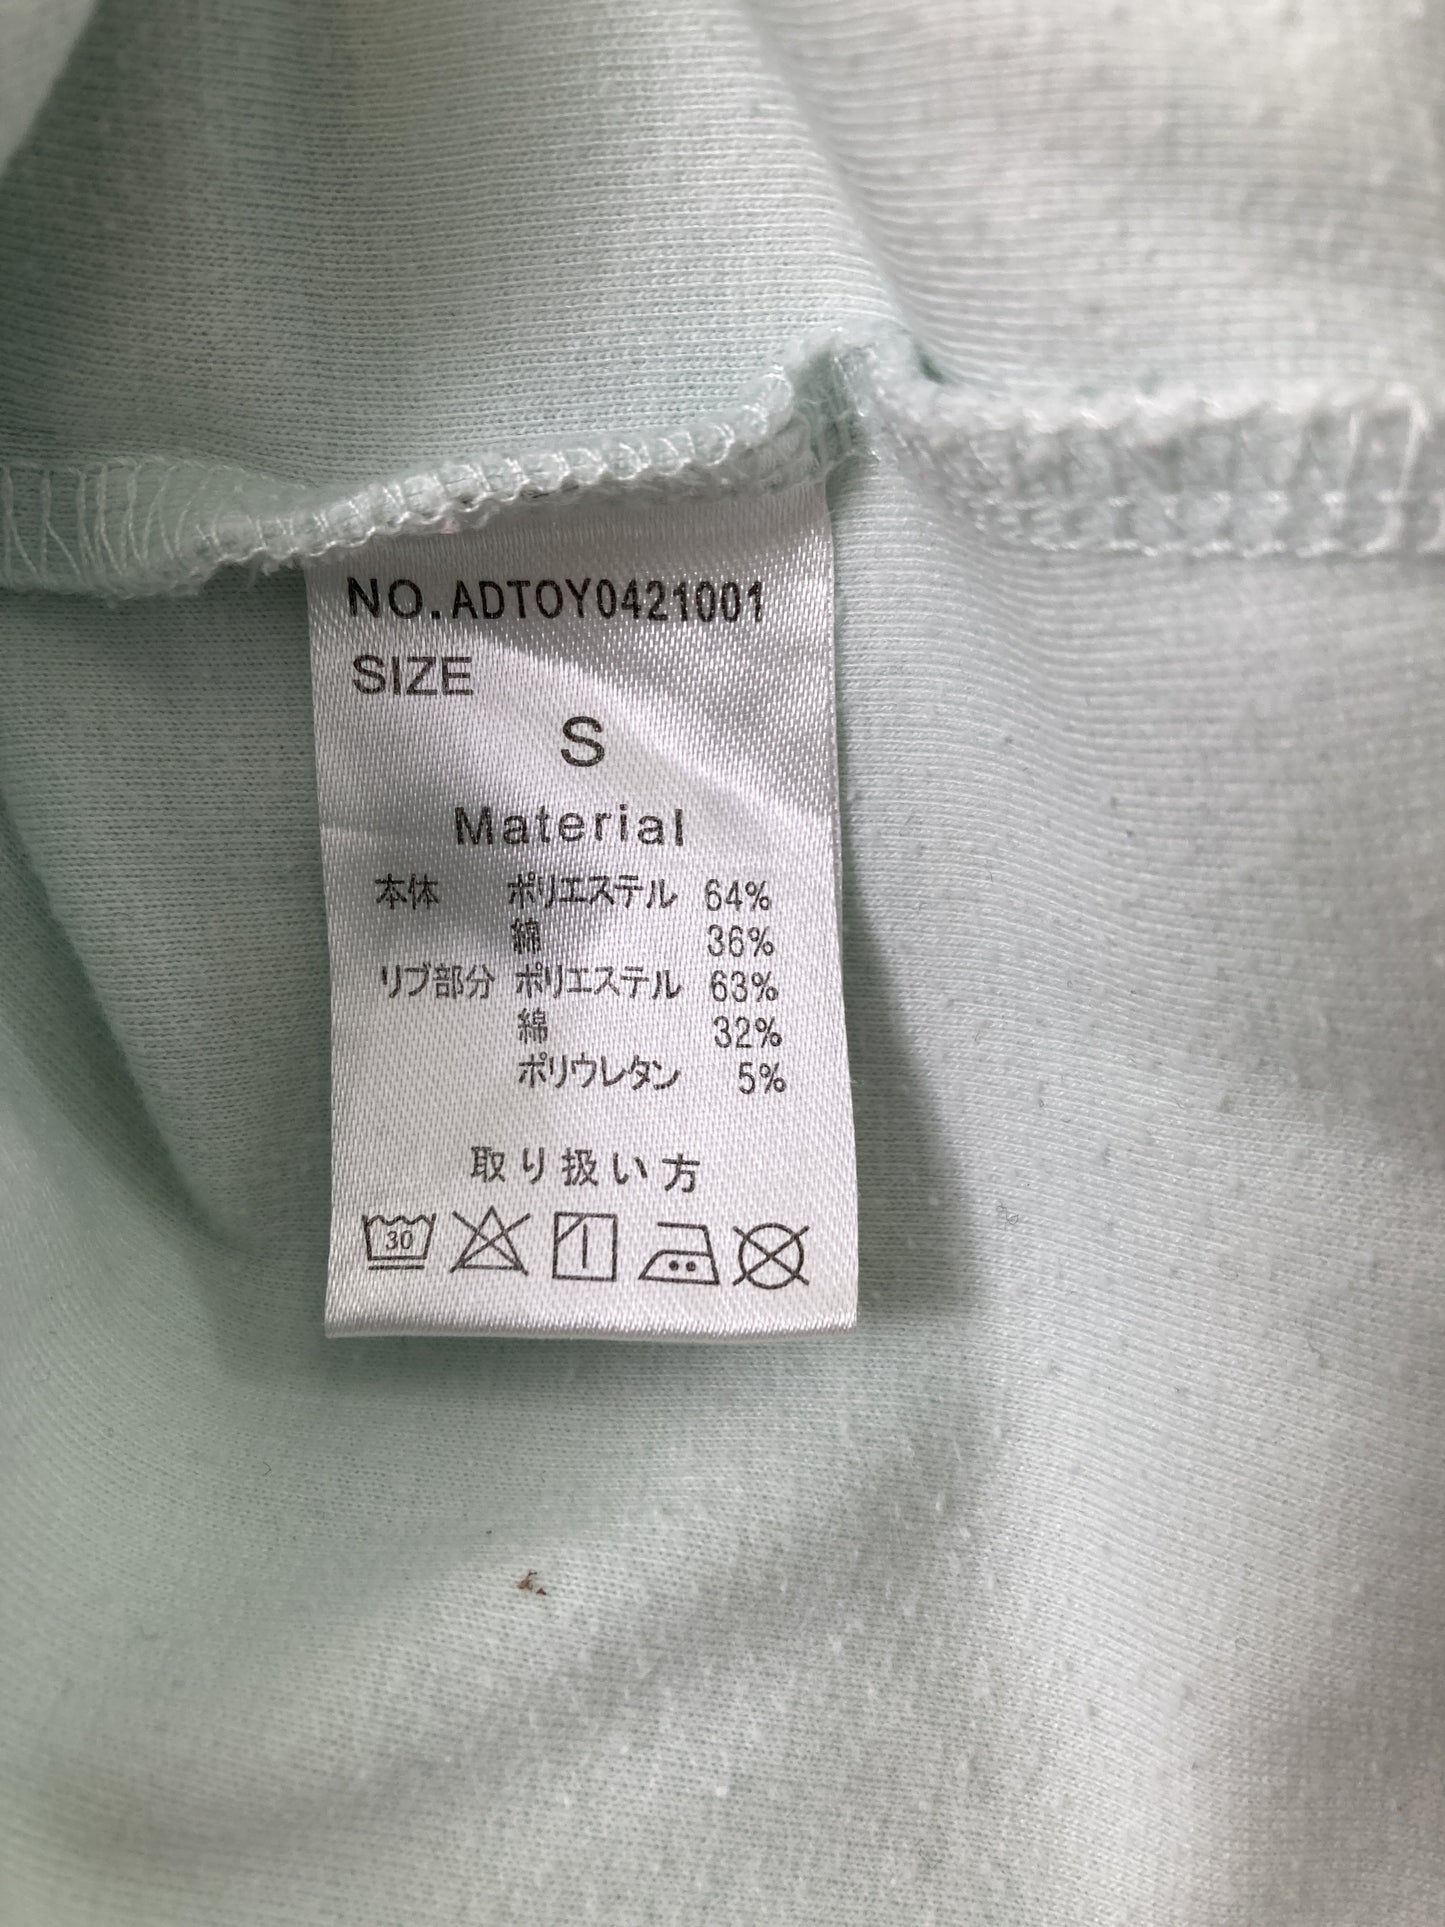 NO.ADTOY0421001
SIZE
S
Material
本体 ポリエステル 64%
綿 36%
リブ部分 ポリエステル 63%
綿 32%
ポリウレタン 5%
取り扱い方
30